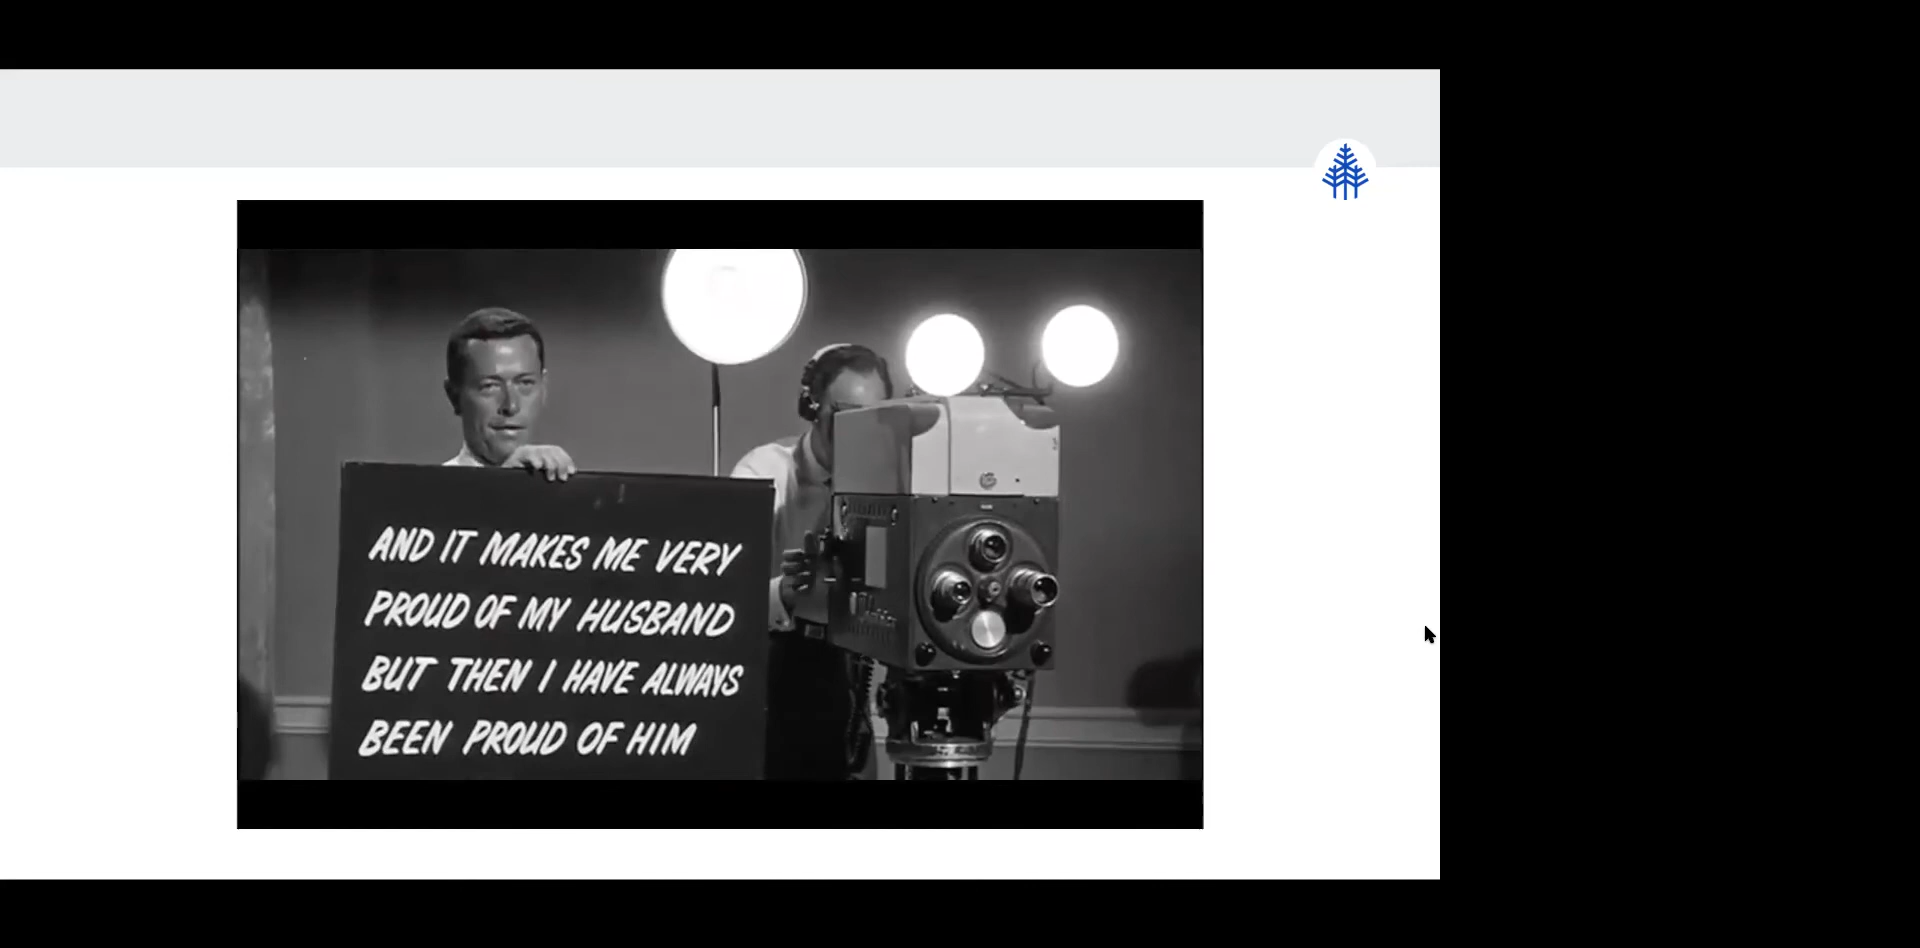 AND IT MAKES ME VERY
PROUD OF MY HUSBAND
BUT THEN I HAVE ALWAYS
BEEN PROUD OF HIM